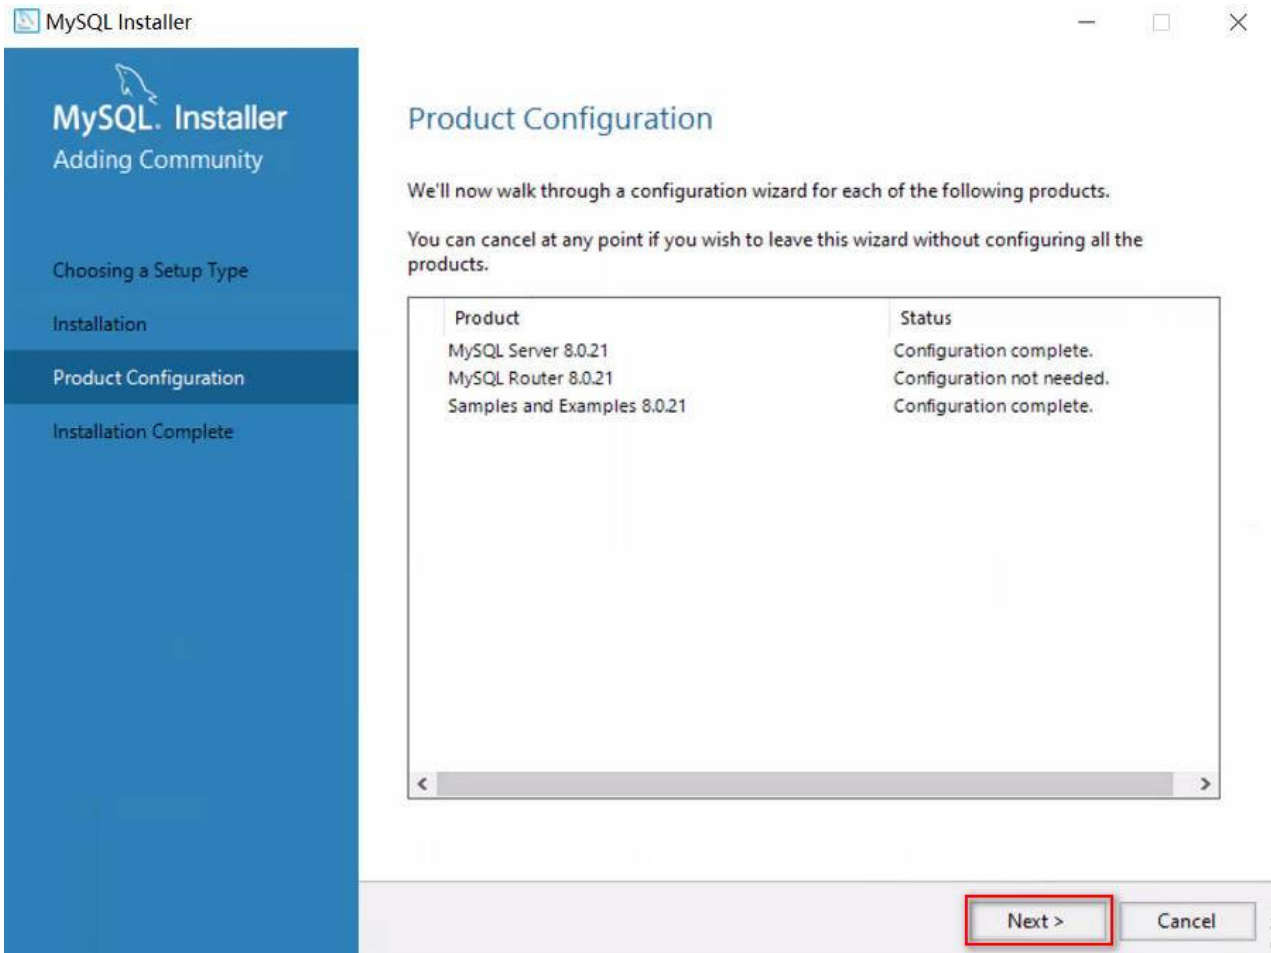 MySQL Installer
MySQL. Installer
Adding Community
Choosing a Setup Type
Installation
Product Configuration
Installation Complete
Product Configuration
We'll now walk through a configuration wizard for each of the following products.
You can cancel at any point if you wish to leave this wizard without configuring all the
products.
Product Status
MySQL Server 8.0.21 Configuration complete.
MySQL Router 8.0.21 Configuration not needed.
Samples and Examples 8.0.21 Configuration complete.
Next > Cancel